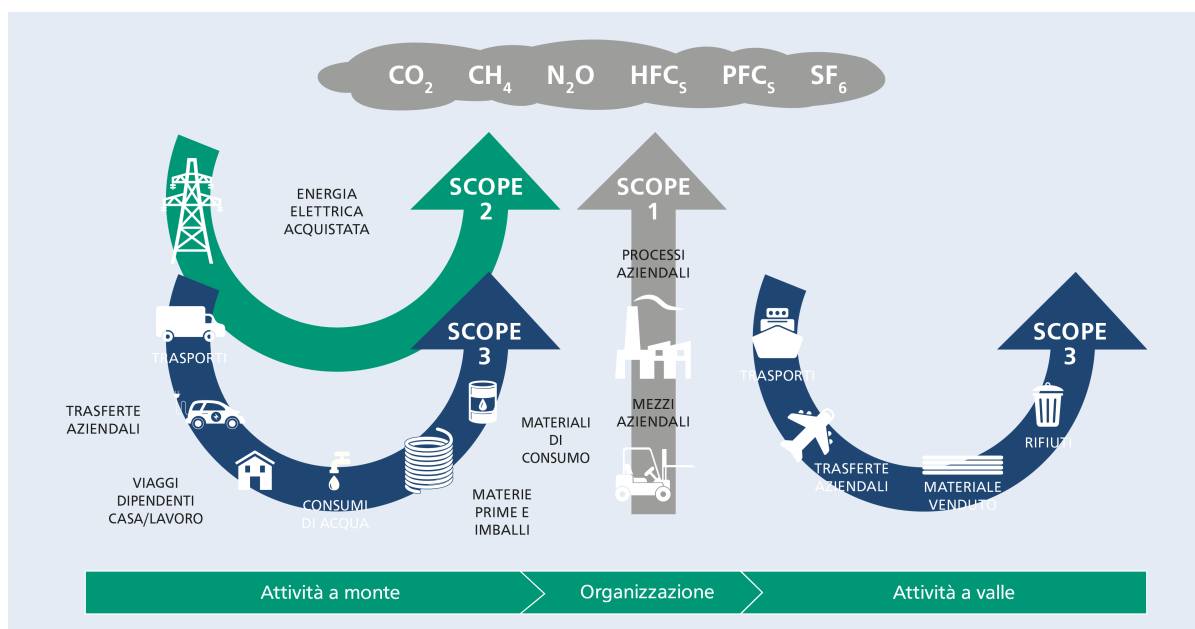 CO2 CH4 N2O HFCS PFCS SF6
ENERGIA
ELETTRICA
ACQUISTATA
SCOPE
2
SCOPE
1
PROCESSI
AZIENDALI
MEZZI
AZIENDALI
SCOPE
3
TRASPORTI
TRASFERTE
AZIENDALI
VIAGGI
DIPENDENTI
CASA/LAVORO
CONSUMI
DI ACQUA
MATERIE
PRIME E
IMBALLI
MATERIALI
DI
CONSUMO
SCOPE
3
TRASPORTI
TRASFERTE
AZIENDALI
MATERIALE
VENDUTO
RIFIUTI
Attività a monte
Organizzazione
Attività a valle